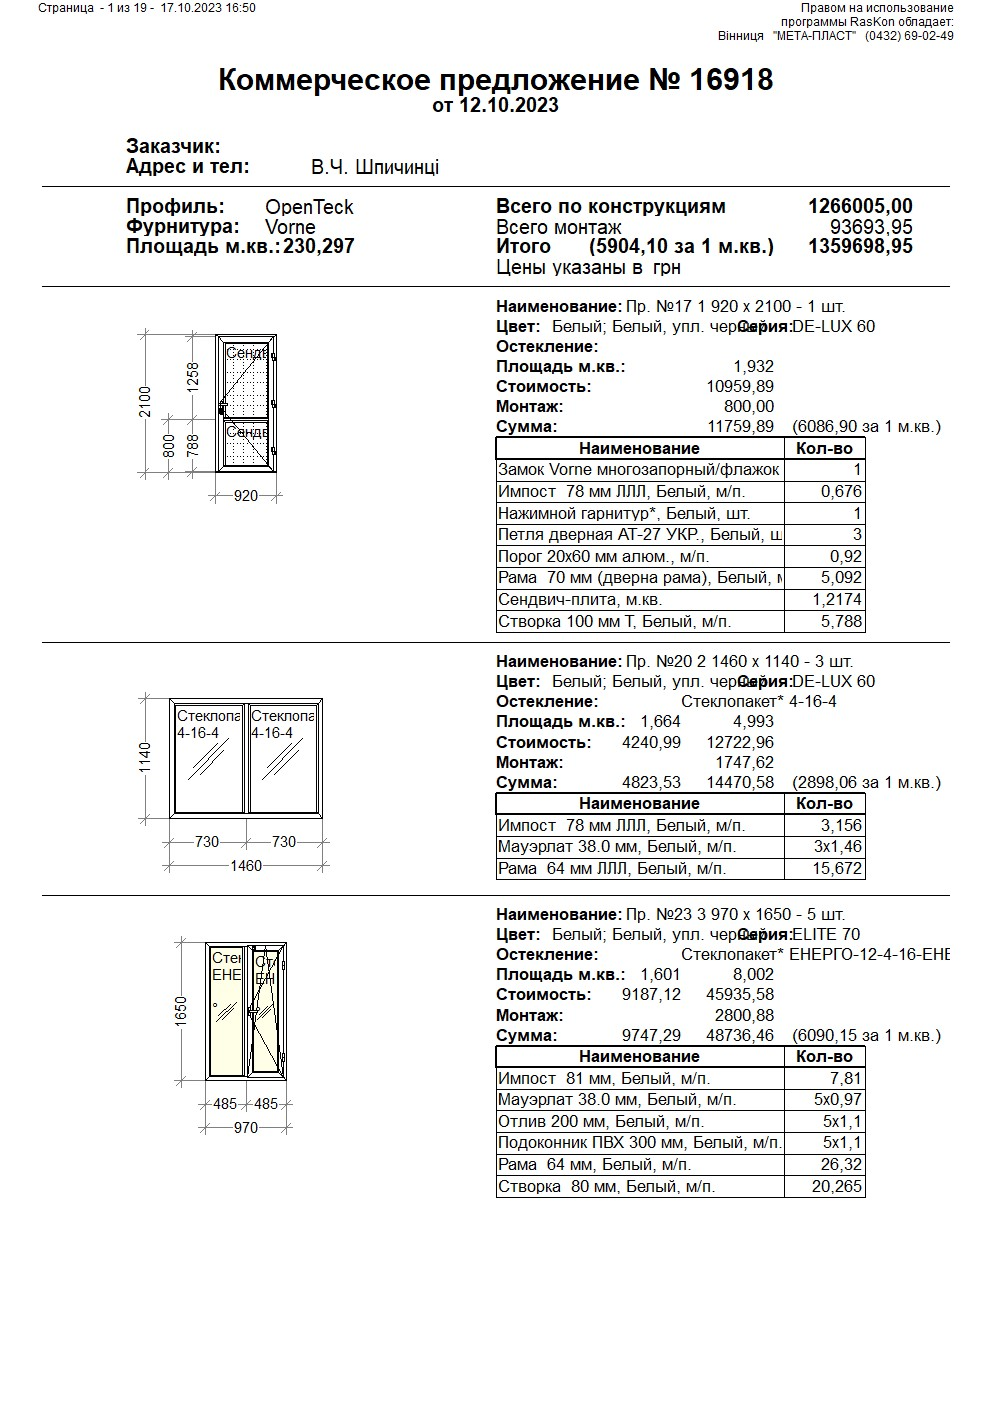 Страница - 1 из 19 - 17.10.2023 16:50
Правом на использование
программы RasKon обладает:
Вінниця "МЕТА-ПЛАСТ" (0432) 69-02-49
Коммерческое предложение № 16918
от 12.10.2023
Заказчик:
Адрес и тел: В.Ч. Шпичинці
Профиль: OpenTeck
Фурнитура: Vorne
Площадь м.кв.: 230,297
Всего по конструкциям 1266005,00
Всего монтаж 93693,95
Итого (5904,10 за 1 м.кв.) 1359698,95
Цены указаны в грн
Сендв
Сендв
2100
1258
800
788
920
Наименование: Пр. №17 1 920 x 2100 - 1 шт.
Цвет: Белый; Белый, упл. черный Серия: DE-LUX 60
Остекление:
Площадь м.кв.: 1,932
Стоимость: 10959,89
Монтаж: 800,00
Сумма: 11759,89 (6086,90 за 1 м.кв.)
Наименование Кол-во
Замок Vorne многозапорный/флажок 1
Импост 78 мм ЛЛЛ, Белый, м/п. 0,676
Нажимной гарнитур*, Белый, шт. 1
Петля дверная АТ-27 УКР., Белый, ш 3
Порог 20х60 мм алюм., м/п. 0,92
Рама 70 мм (дверна рама), Белый, м 5,092
Сендвич-плита, м.кв. 1,2174
Створка 100 мм Т, Белый, м/п. 5,788
Стеклопа Стеклопа
4-16-4 4-16-4
1140
730 730
1460
Наименование: Пр. №20 2 1460 x 1140 - 3 шт.
Цвет: Белый; Белый, упл. черный Серия: DE-LUX 60
Остекление: Стеклопакет* 4-16-4
Площадь м.кв.: 1,664 4,993
Стоимость: 4240,99 12722,96
Монтаж: 1747,62
Сумма: 4823,53 14470,58 (2898,06 за 1 м.кв.)
Наименование Кол-во
Импост 78 мм ЛЛЛ, Белый, м/п. 3,156
Мауэрлат 38.0 мм, Белый, м/п. 3x1,46
Рама 64 мм ЛЛЛ, Белый, м/п. 15,672
Стек Ст
ЕНЕ ЕН
1650
485 485
970
Наименование: Пр. №23 3 970 x 1650 - 5 шт.
Цвет: Белый; Белый, упл. черный Серия: ELITE 70
Остекление: Стеклопакет* ЕНЕРГО-12-4-16-ЕНЕ
Площадь м.кв.: 1,601 8,002
Стоимость: 9187,12 45935,58
Монтаж: 2800,88
Сумма: 9747,29 48736,46 (6090,15 за 1 м.кв.)
Наименование Кол-во
Импост 81 мм, Белый, м/п. 7,81
Мауэрлат 38.0 мм, Белый, м/п. 5x0,97
Отлив 200 мм, Белый, м/п. 5x1,1
Подоконник ПВХ 300 мм, Белый, м/п. 5x1,1
Рама 64 мм, Белый, м/п. 26,32
Створка 80 мм, Белый, м/п. 20,265